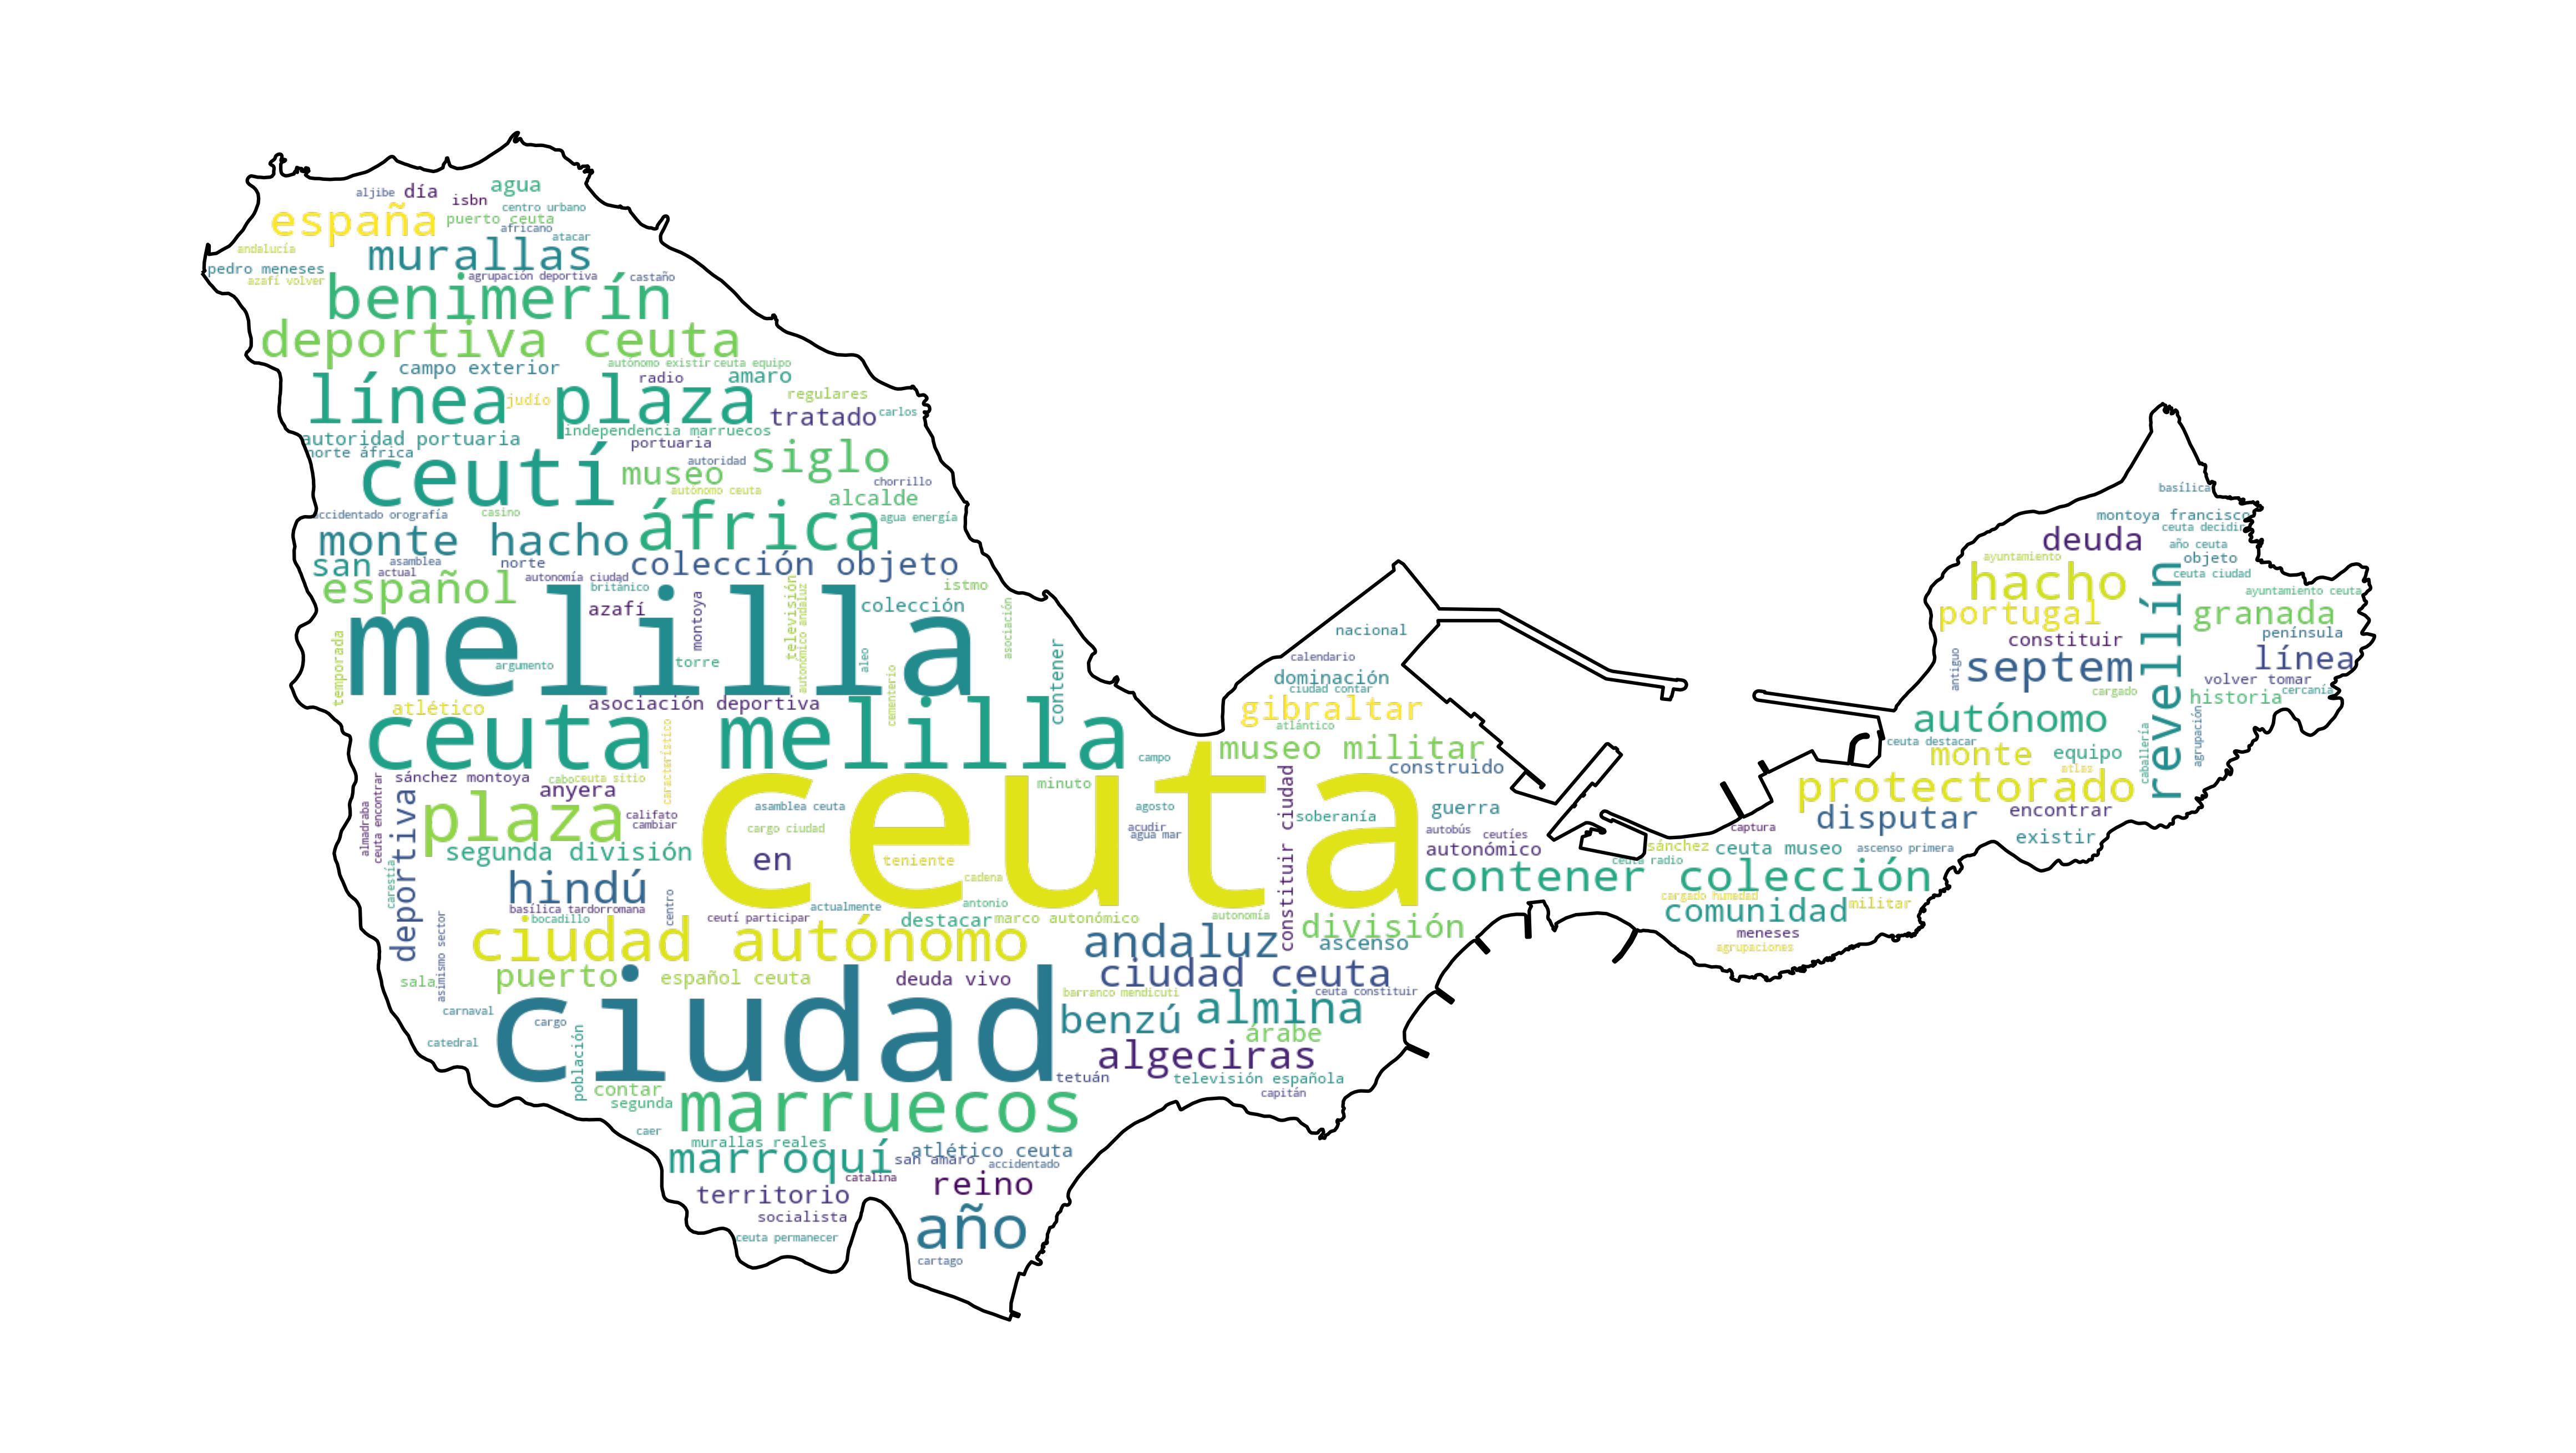 aljibe día isbn agua
centro urbano
españa puerto ceuta
africano
atacar
andalucía murallas
pedro meneses
azafí volver agrupación deportiva castaño
benimerín
deportiva ceuta
campo exterior autónomo existir ceuta equipo
radio amaro
línea judío plaza regulares
tratado carlos
autoridad portuaria independencia marruecos
portuaria
norte áfrica autoridad siglo
ceutí museo
autónomo ceuta chorrillo
alcalde
accidentado orografía casino áfrica agua energía
monte hacho
san asamblea norte colección objeto
actual autonomía ciudad
español británico televisión istmo
azafí montoya autonómico andaluz colección asociación
melilla
temporada argumento torre aleo cementerio contener
atlético asociación deportiva
ceuta melilla
característico campo
sánchez montoya cabo ceuta sitio minuto
anyera
almadraba ceuta encontrar deportiva plaza califato
cambiar
ceuta
asamblea ceuta agosto
cargo ciudad acudir
agua mar
segunda división en teniente
cadena
carestía hindú centro antonio
basílica tardorromana actualmente
bocadillo ceutí participar destacar marco autonómico autonomía
asimismo sector ciudad autónomo
sala puerto español ceuta deuda vivo
carnaval ciudad
cargo
catedral población
contar
segunda marruecos
caer murallas reales atlético ceuta
marroquí san amaro accidentado
catalina reino
territorio
socialista año
ceuta permanecer
cartago
nacional
calendario
dominación
ciudad contar
gibraltar
atlántico
museo militar
construido
constituir ciudad soberanía guerra
autobús ceutíes
autonómico
contener colección
división
andaluz ascenso
ciudad ceuta
barranco mendicuti ceuta constituir
benzú almina
árabe
algeciras
tetuán televisión española
capitán
basílica
montoya francisco
deuda ceuta decidir
año ceuta
ayuntamiento objeto
hacho ceuta ciudad
ayuntamiento ceuta
portugal revellín granada
constituir península
antiguo septem línea
volver tomar
cargado historia cercanía
autónomo agrupación
ceuta destacar caballería
monte equipo
atlas
protectorado
disputar encontrar
captura existir
sánchez ceuta museo ascenso primera
ceuta radio
cargado humedad
comunidad militar
meneses
agrupaciones